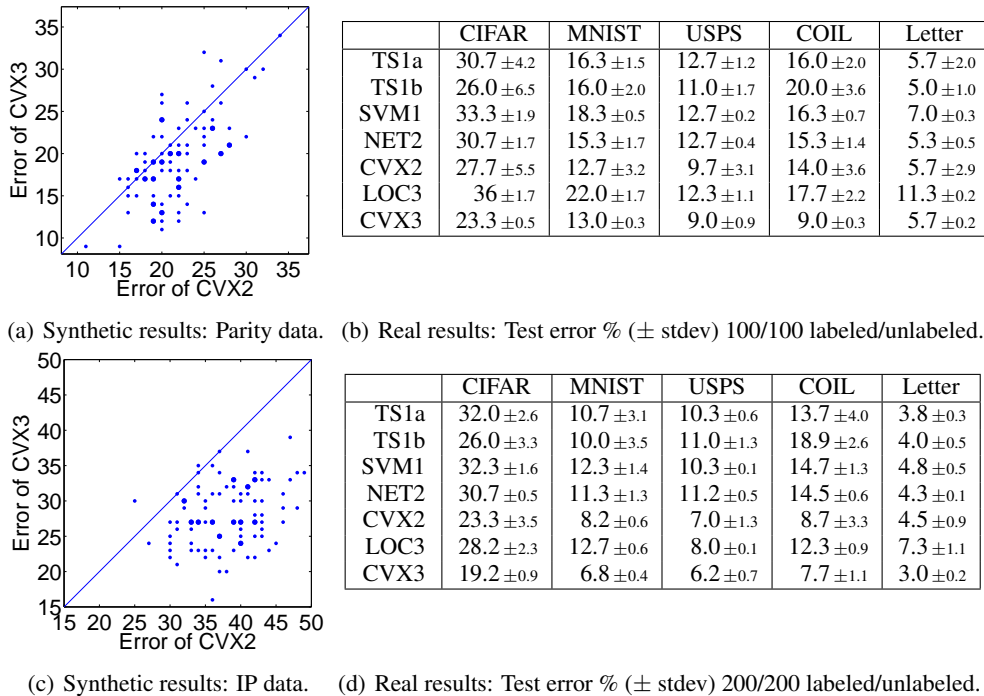 35
30
25
20
15
10
Error of CVX3
10 15 20 25 30 35
Error of CVX2
CIFAR MNIST USPS COIL Letter
TS1a 30.7 ±4.2 16.3 ±1.5 12.7 ±1.2 16.0 ±2.0 5.7 ±2.0
TS1b 26.0 ±6.5 16.0 ±2.0 11.0 ±1.7 20.0 ±3.6 5.0 ±1.0
SVM1 33.3 ±1.9 18.3 ±0.5 12.7 ±0.2 16.3 ±0.7 7.0 ±0.3
NET2 30.7 ±1.7 15.3 ±1.7 12.7 ±0.4 15.3 ±1.4 5.3 ±0.5
CVX2 27.7 ±5.5 12.7 ±3.2 9.7 ±3.1 14.0 ±3.6 5.7 ±2.9
LOC3 36 ±1.7 22.0 ±1.7 12.3 ±1.1 17.7 ±2.2 11.3 ±0.2
CVX3 23.3 ±0.5 13.0 ±0.3 9.0 ±0.9 9.0 ±0.3 5.7 ±0.2
(a) Synthetic results: Parity data.
(b) Real results: Test error % (± stdev) 100/100 labeled/unlabeled.
50
45
40
35
30
25
20
15
Error of CVX3
15 20 25 30 35 40 45 50
Error of CVX2
CIFAR MNIST USPS COIL Letter
TS1a 32.0 ±2.6 10.7 ±3.1 10.3 ±0.6 13.7 ±4.0 3.8 ±0.3
TS1b 26.0 ±3.3 10.0 ±3.5 11.0 ±1.3 18.9 ±2.6 4.0 ±0.5
SVM1 32.3 ±1.6 12.3 ±1.4 10.3 ±0.1 14.7 ±1.3 4.8 ±0.5
NET2 30.7 ±0.5 11.3 ±1.3 11.2 ±0.5 14.5 ±0.6 4.3 ±0.1
CVX2 23.3 ±3.5 8.2 ±0.6 7.0 ±1.3 8.7 ±3.3 4.5 ±0.9
LOC3 28.2 ±2.3 12.7 ±0.6 8.0 ±0.1 12.3 ±0.9 7.3 ±1.1
CVX3 19.2 ±0.9 6.8 ±0.4 6.2 ±0.7 7.7 ±1.1 3.0 ±0.2
(c) Synthetic results: IP data.
(d) Real results: Test error % (± stdev) 200/200 labeled/unlabeled.